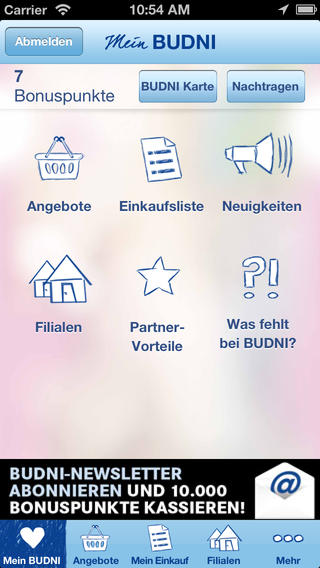 Carrier 10:54 AM
Abmelden Mein BUDNI
7
Bonuspunkte BUDNI Karte Nachtragen
Angebote Einkaufsliste Neuigkeiten
?!
Filialen Partner- Was fehlt
Vorteile bei BUDNI?
BUDNI-NEWSLETTER
ABONNIEREN UND 10.000
BONUSPUNKTE KASSIEREN!
@
Mein BUDNI Angebote Mein Einkauf Filialen Mehr